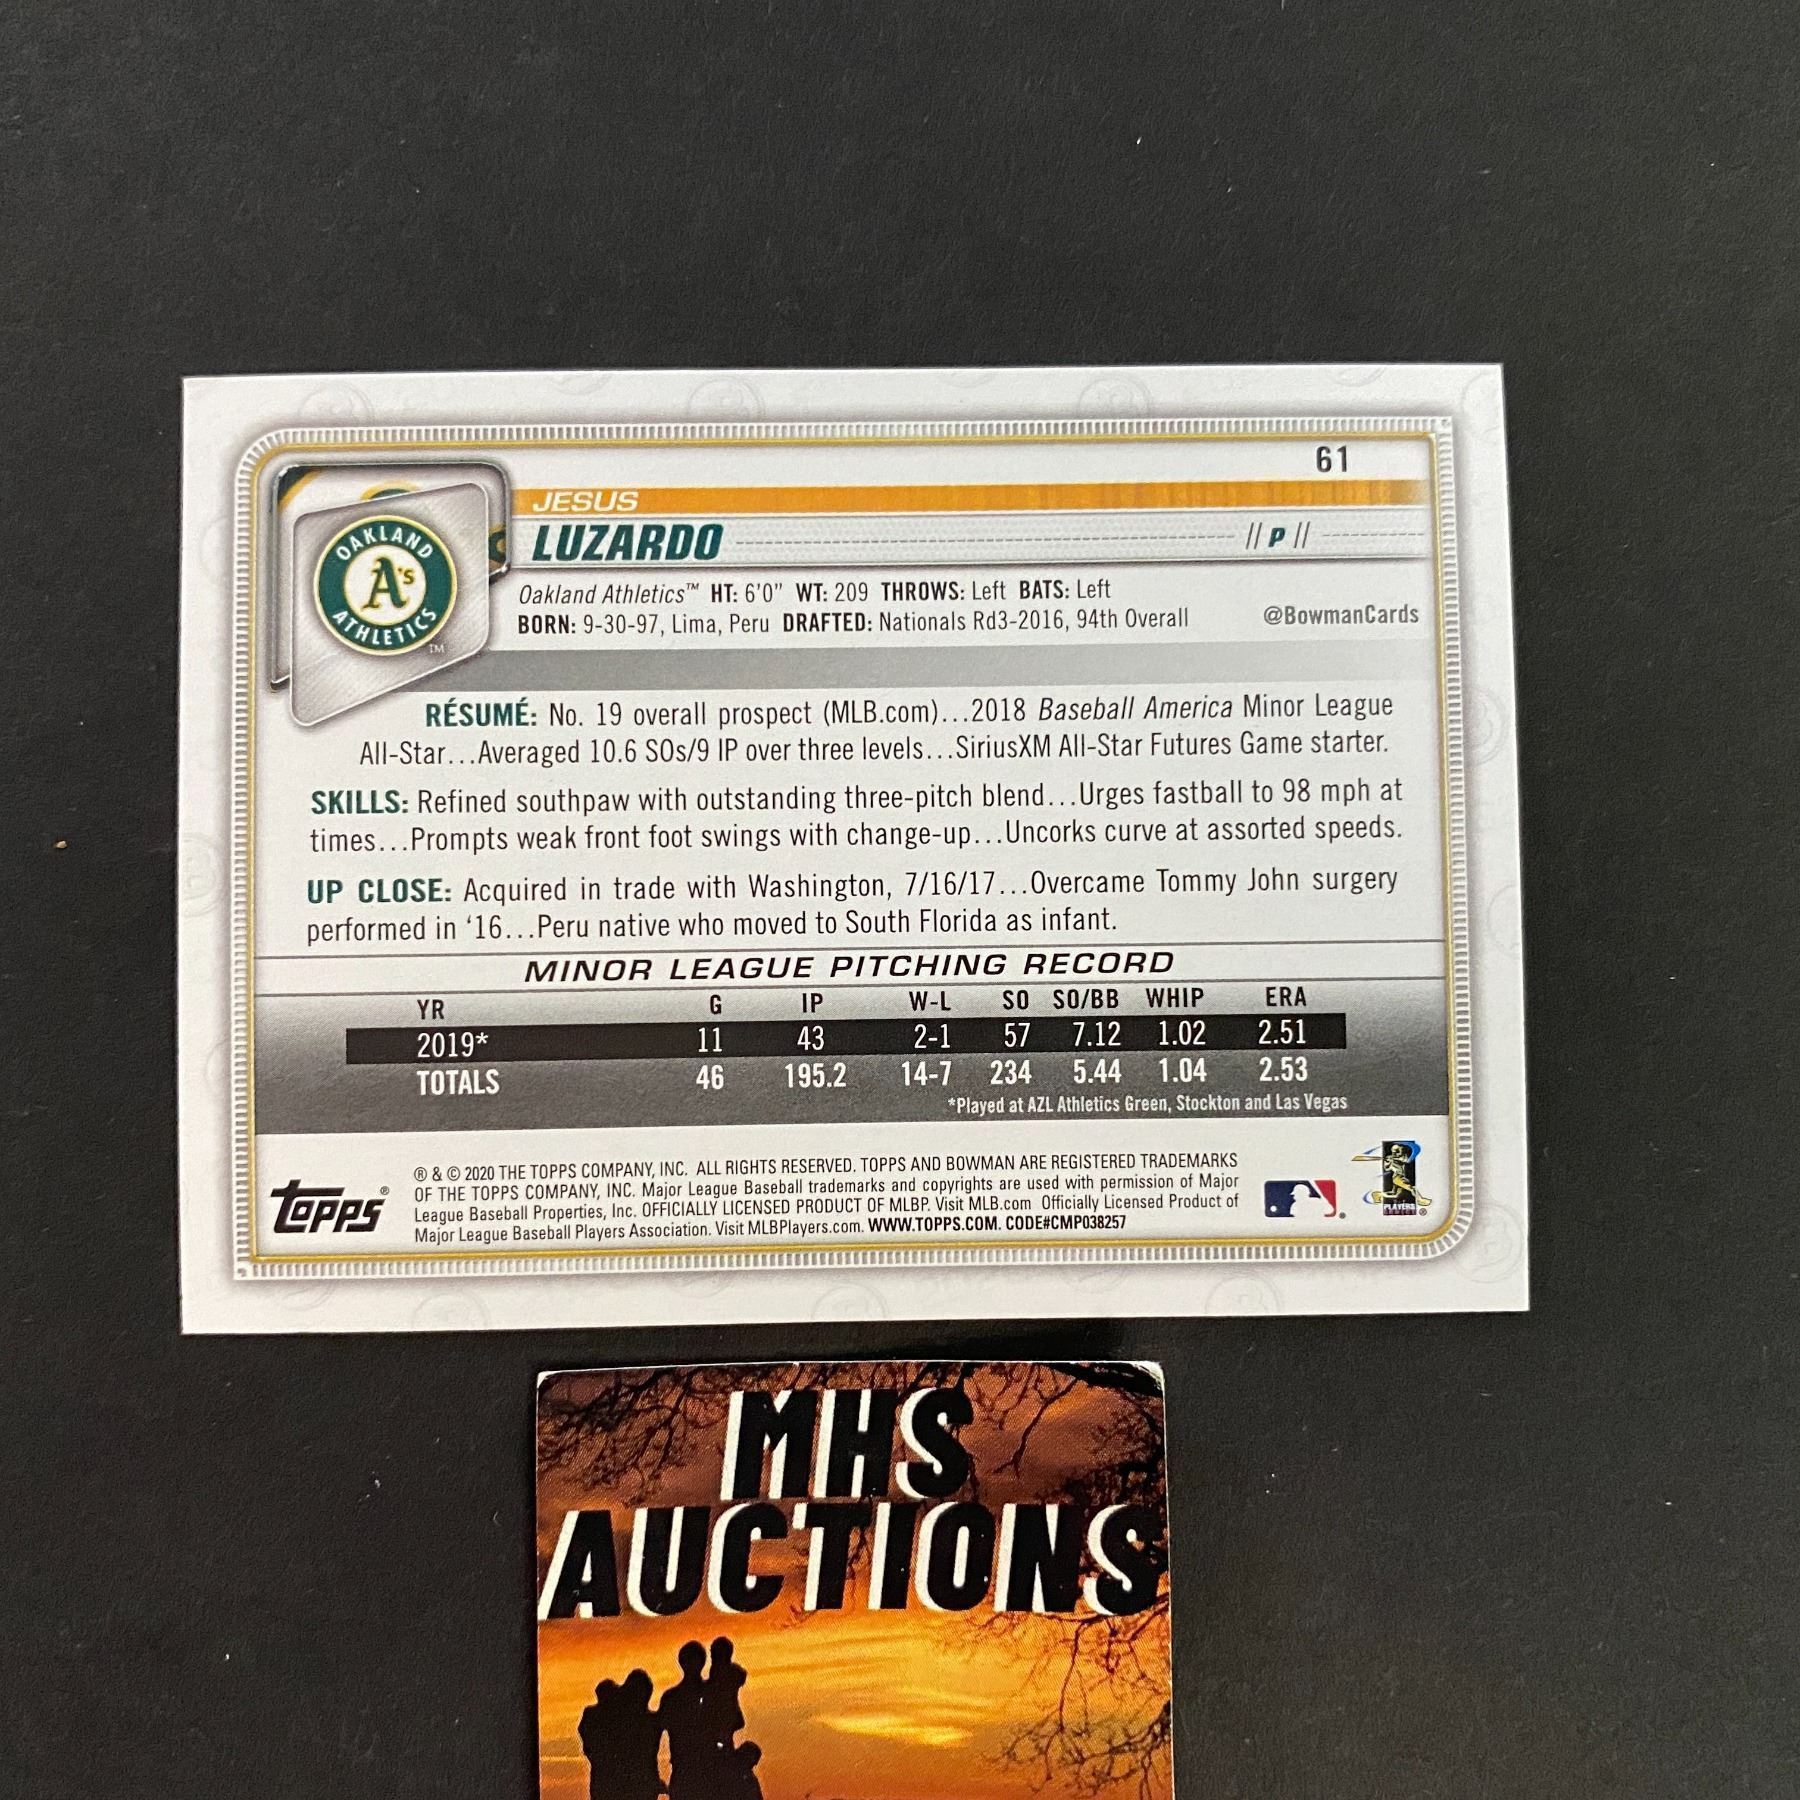 61
JESUS
LUZARDO // P //
OAKLAND
A's
ATHLETICS
TM
Oakland Athletics™ HT: 6'0" WT: 209 THROWS: Left BATS: Left
BORN: 9-30-97, Lima, Peru DRAFTED: Nationals Rd3-2016, 94th Overall
@BowmanCards
RÉSUMÉ: No. 19 overall prospect (MLB.com)...2018 Baseball America Minor League
All-Star...Averaged 10.6 SOs/9 IP over three levels...SiriusXM All-Star Futures Game starter.
SKILLS: Refined southpaw with outstanding three-pitch blend...Urges fastball to 98 mph at
times...Prompts weak front foot swings with change-up...Uncorks curve at assorted speeds.
UP CLOSE: Acquired in trade with Washington, 7/16/17...Overcame Tommy John surgery
performed in '16...Peru native who moved to South Florida as infant.
MINOR LEAGUE PITCHING RECORD
YR G IP W-L SO SO/BB WHIP ERA
2019* 11 43 2-1 57 7.12 1.02 2.51
TOTALS 46 195.2 14-7 234 5.44 1.04 2.53
*Played at AZL Athletics Green, Stockton and Las Vegas
Topps®
® & © 2020 THE TOPPS COMPANY, INC. ALL RIGHTS RESERVED. TOPPS AND BOWMAN ARE REGISTERED TRADEMARKS
OF THE TOPPS COMPANY, INC. Major League Baseball trademarks and copyrights are used with permission of Major
League Baseball Properties, Inc. OFFICIALLY LICENSED PRODUCT OF MLBP. Visit MLB.com Officially Licensed Product of
Major League Baseball Players Association. Visit MLBPlayers.com. WWW.TOPPS.COM. CODE#CMP038257
PLAYERS
MHS
AUCTIONS